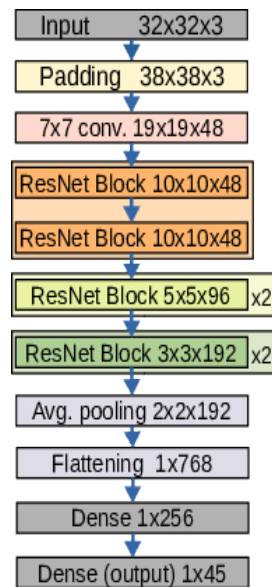 Input 32x32x3
Padding 38x38x3
7x7 conv. 19x19x48
ResNet Block 10x10x48
ResNet Block 10x10x48
ResNet Block 5x5x96 x2
ResNet Block 3x3x192 x2
Avg. pooling 2x2x192
Flattening 1x768
Dense 1x256
Dense (output) 1x45